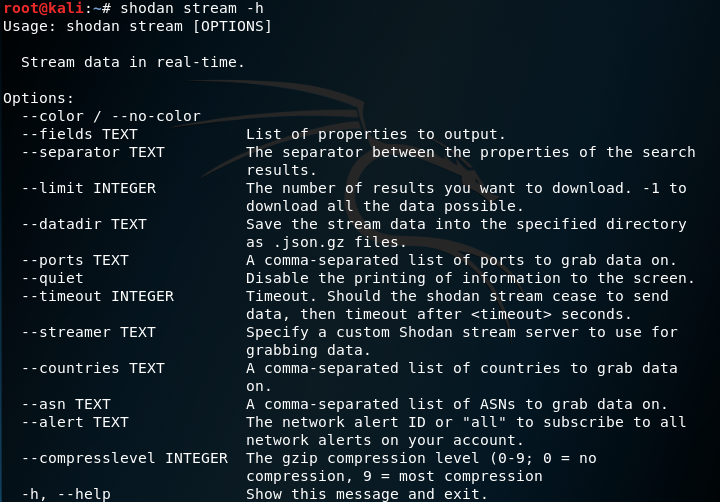 root@kali:~# shodan stream -h
Usage: shodan stream [OPTIONS]
Stream data in real-time.
Options:
--color / --no-color
--fields TEXT List of properties to output.
--separator TEXT The separator between the properties of the search
results.
--limit INTEGER The number of results you want to download. -1 to
download all the data possible.
--datadir TEXT Save the stream data into the specified directory
as .json.gz files.
--ports TEXT A comma-separated list of ports to grab data on.
--quiet Disable the printing of information to the screen.
--timeout INTEGER Timeout. Should the shodan stream cease to send
data, then timeout after <timeout> seconds.
--streamer TEXT Specify a custom Shodan stream server to use for
grabbing data.
--countries TEXT A comma-separated list of countries to grab data
on.
--asn TEXT A comma-separated list of ASNs to grab data on.
--alert TEXT The network alert ID or "all" to subscribe to all
network alerts on your account.
--compresslevel INTEGER The gzip compression level (0-9; 0 = no
compression, 9 = most compression
-h, --help Show this message and exit.